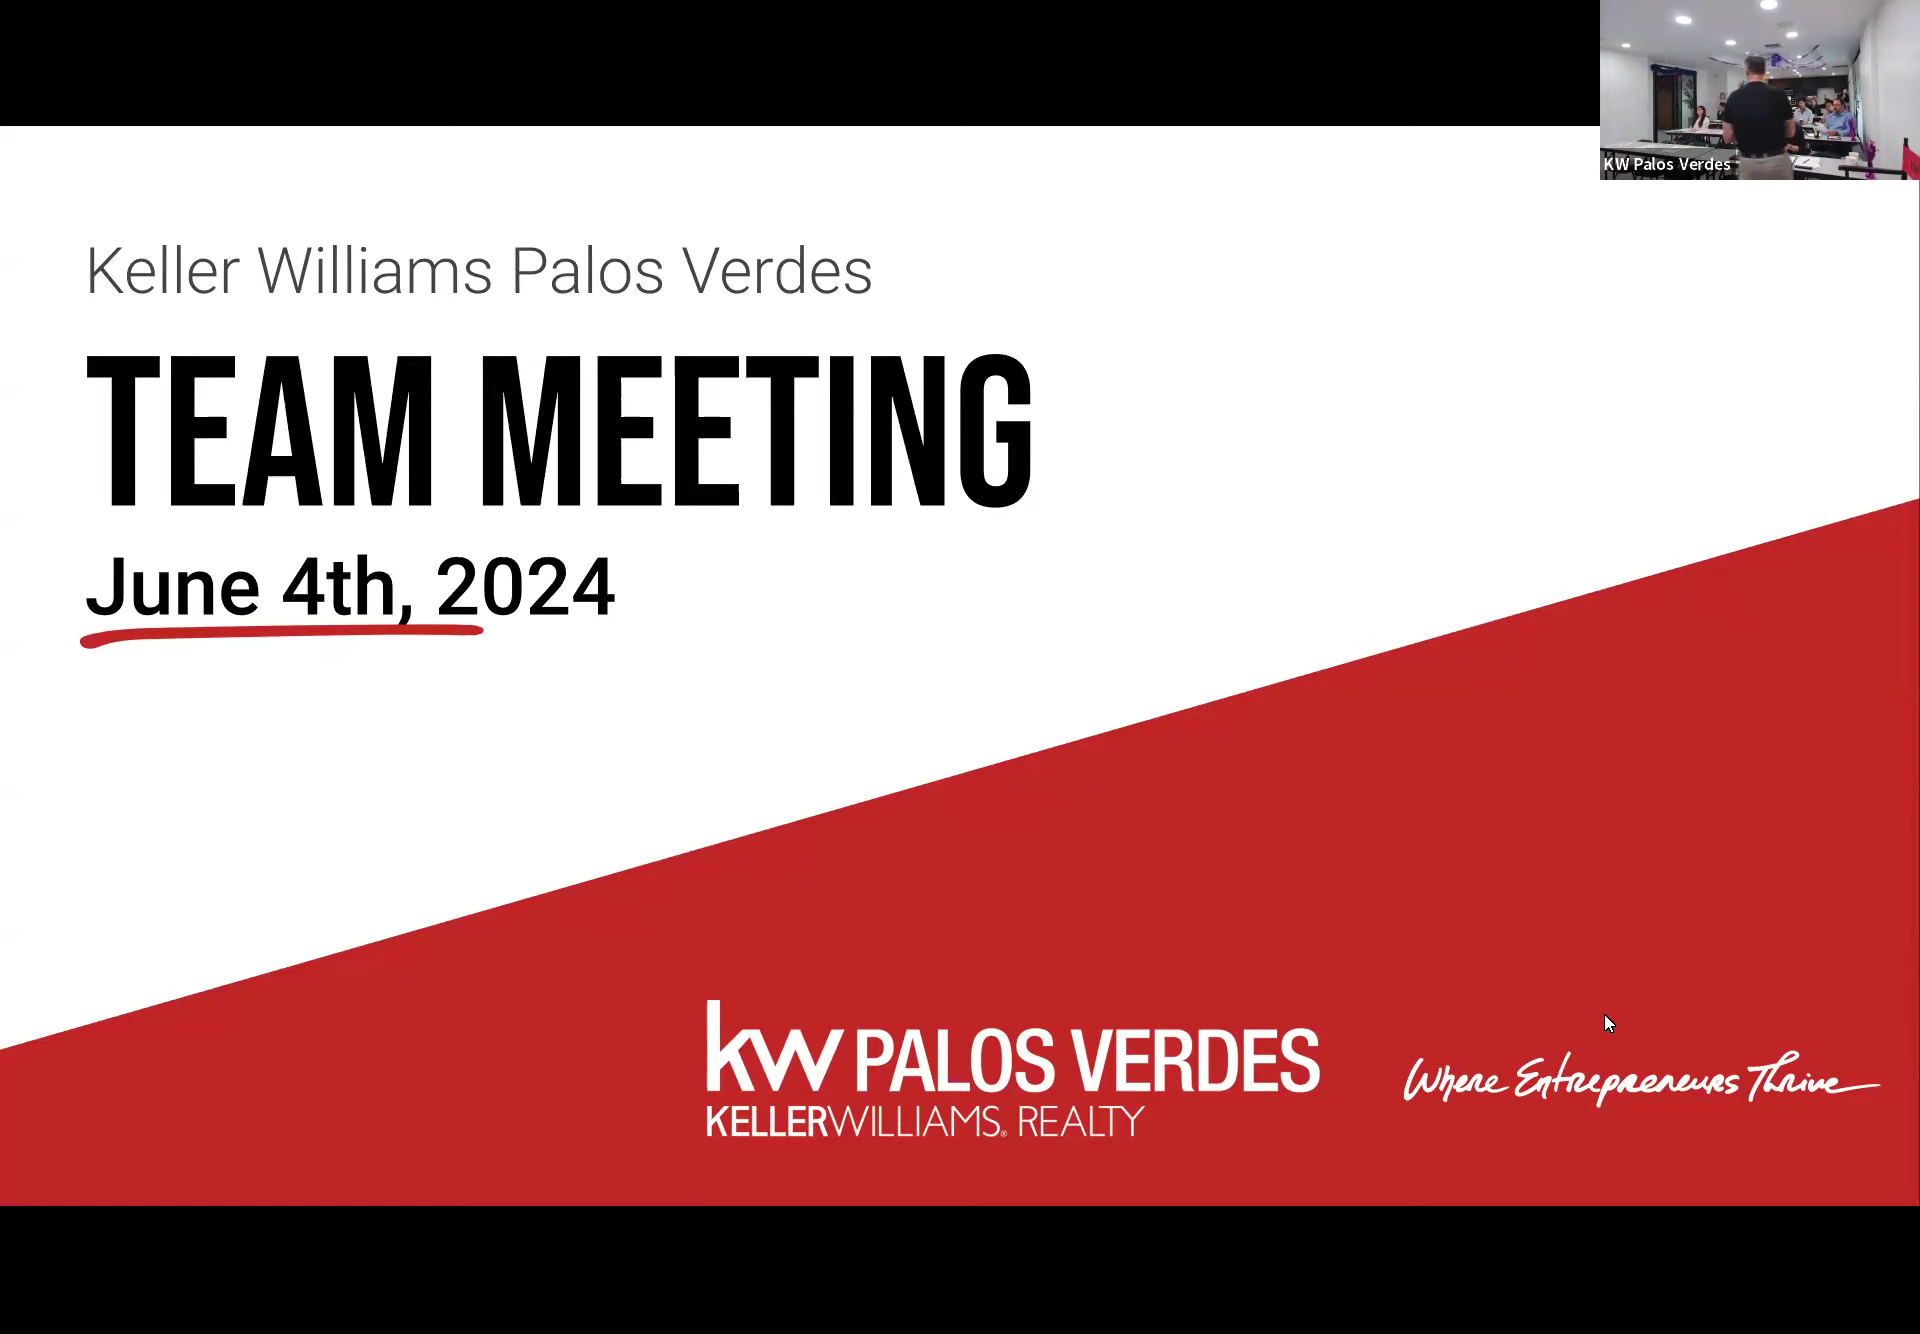 KW Palos Verdes
Keller Williams Palos Verdes
TEAM MEETING
June 4th, 2024
kw PALOS VERDES
KELLERWILLIAMS. REALTY
Where Entrepreneurs Thrive